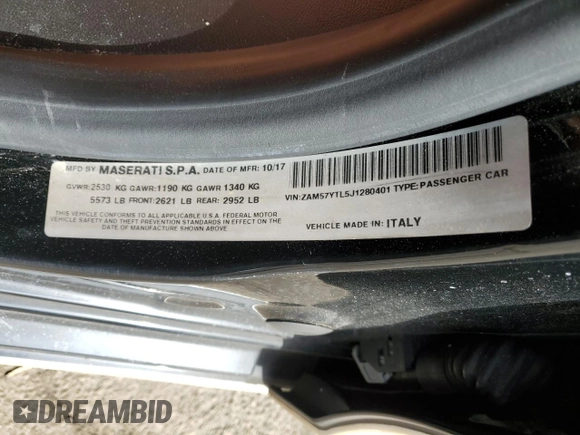 MFD BY MASERATI S.P.A. DATE OF MFR: 10/17
GVWR:2530 KG GAWR:1190 KG GAWR 1340 KG
5573 LB FRONT:2621 LB REAR: 2952 LB
THIS VEHICLE CONFORMS TO ALL APPLICABLE U.S.A. FEDERAL MOTOR
VEHICLE SAFETY AND THEFT PREVENTION STANDARDS IN EFFECT ON THE
DATE OF MANUFACTURE SHOWN ABOVE
VIN:ZAM57YTL5J1280401 TYPE:PASSENGER CAR
VEHICLE MADE IN: ITALY
DREAMBID